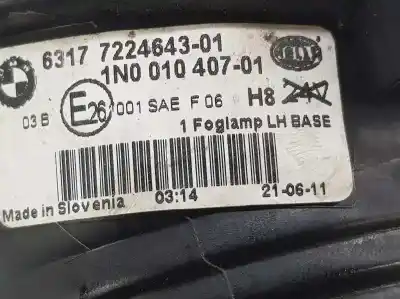 6317 7224643-01
1N0 010 407-01
03 B E26 001 SAE F 06 H8
1 Foglamp LH BASE
Made in Slovenia 03:14 21-06-11